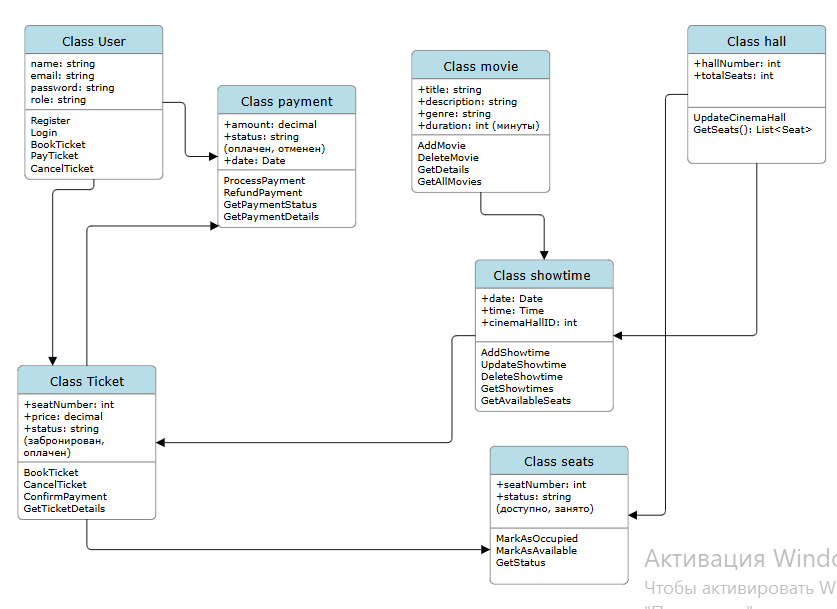 Class User
name: string
email: string
password: string
role: string
Register
Login
BookTicket
PayTicket
CancelTicket
Class payment
+amount: decimal
+status: string
(оплачен, отменен)
+date: Date
ProcessPayment
RefundPayment
GetPaymentStatus
GetPaymentDetails
Class movie
+title: string
+description: string
+genre: string
+duration: int (минуты)
AddMovie
DeleteMovie
GetDetails
GetAllMovies
Class hall
+hallNumber: int
+totalSeats: int
UpdateCinemaHall
GetSeats(): List<Seat>
Class showtime
+date: Date
+time: Time
+cinemaHallID: int
AddShowtime
UpdateShowtime
DeleteShowtime
GetShowtimes
GetAvailableSeats
Class Ticket
+seatNumber: int
+price: decimal
+status: string
(забронирован,
оплачен)
BookTicket
CancelTicket
ConfirmPayment
GetTicketDetails
Class seats
+seatNumber: int
+status: string
(доступно, занято)
MarkAsOccupied
MarkAsAvailable
GetStatus
Активация Windo
Чтобы активировать W